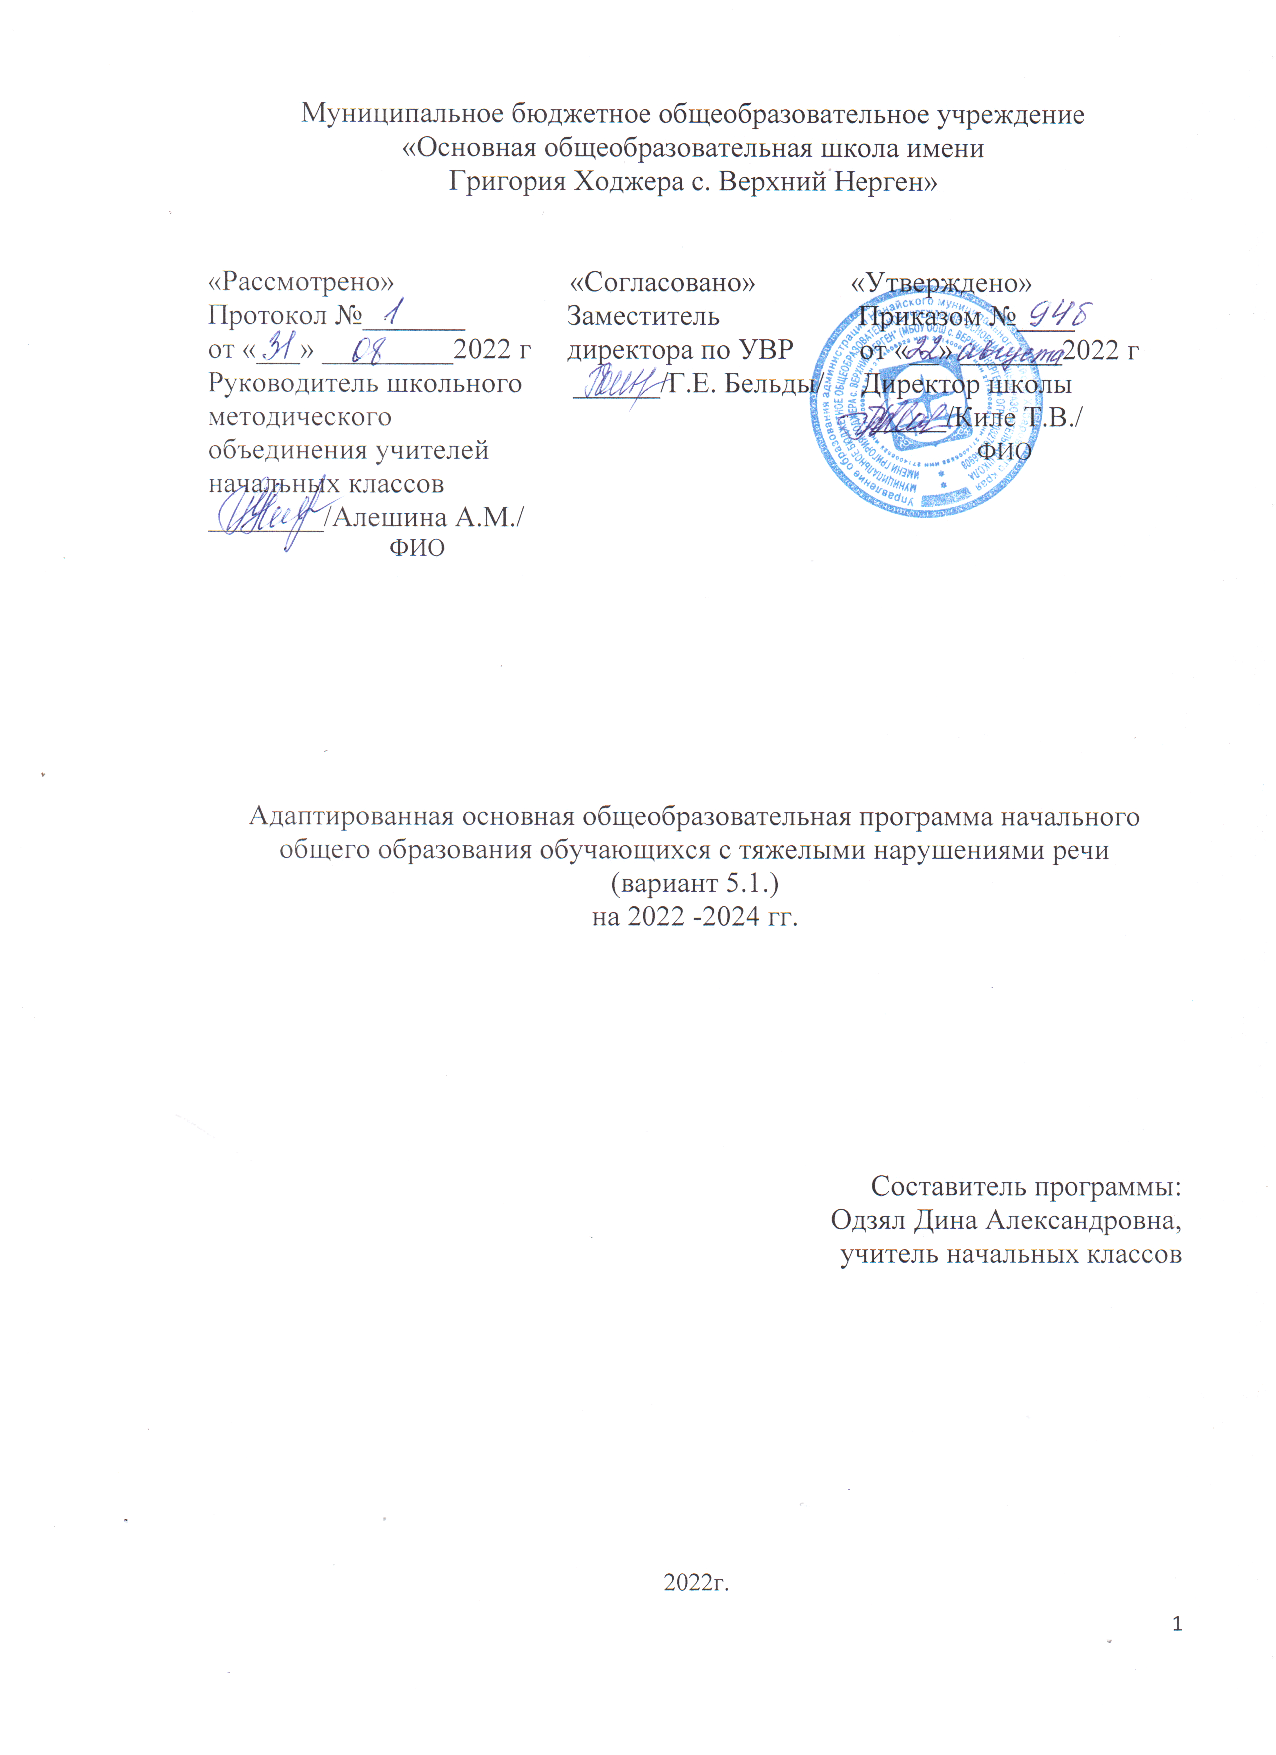 Муниципальное бюджетное общеобразовательное учреждение
«Основная общеобразовательная школа имени
Григория Ходжера с. Верхний Нерген»
«Рассмотрено»
Протокол № 1
от «31» 08 2022 г
Руководитель школьного
методического
объединения учителей
начальных классов
/Алешина А.М./
ФИО
«Согласовано»
Заместитель
директора по УВР
/Г.Е. Бельды/
«Утверждено»
Приказом №
от «22» августа 2022 г
Директор школы
/Киле Т.В./
ФИО
Адаптированная основная общеобразовательная программа начального
общего образования обучающихся с тяжелыми нарушениями речи
(вариант 5.1.)
на 2022 -2024 гг.
Составитель программы:
Одзял Дина Александровна,
учитель начальных классов
2022г.
1